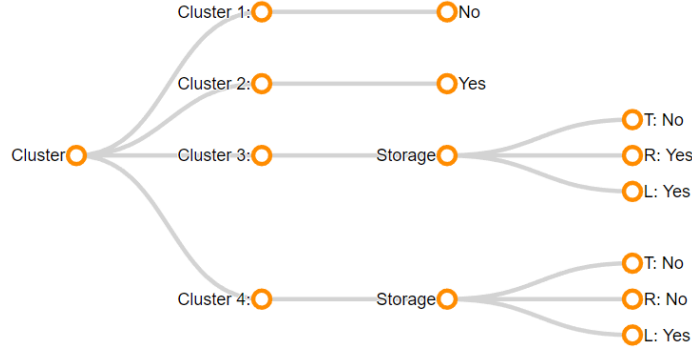 Cluster 1:
No
Cluster 2:
Yes
T: No
Cluster
Cluster 3:
Storage
R: Yes
L: Yes
T: No
Cluster 4:
Storage
R: No
L: Yes